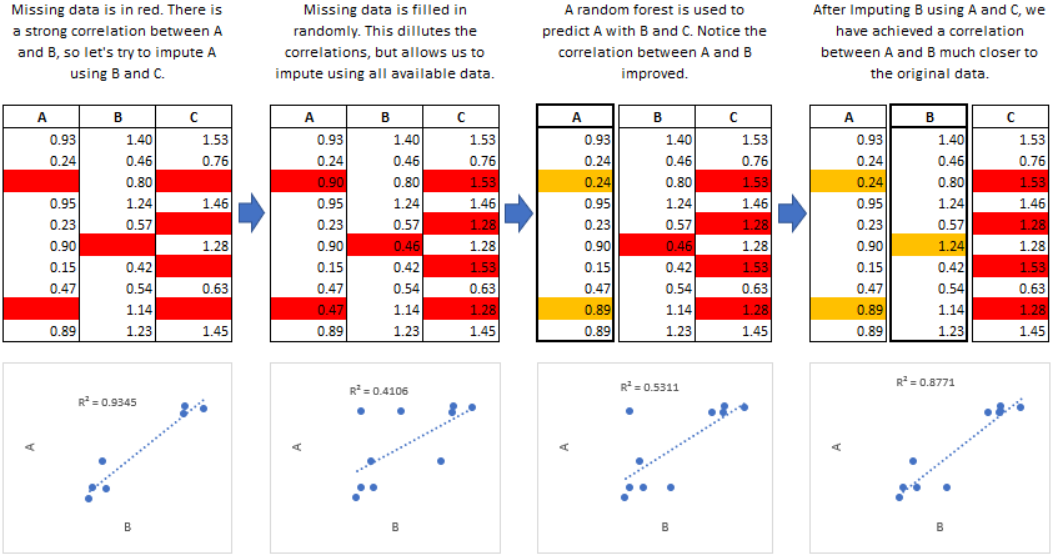 Missing data is in red. There is
a strong correlation between A
and B, so let's try to impute A
using B and C.
Missing data is filled in
randomly. This dillutes the
correlations, but allows us to
impute using all available data.
A random forest is used to
predict A with B and C. Notice the
correlation between A and B
improved.
After Imputing B using A and C, we
have achieved a correlation
between A and B much closer to
the original data.
A B C
0.93 1.40 1.53
0.24 0.46 0.76
0.80
0.95 1.24 1.46
0.23 0.57
0.90 1.28
0.15 0.42
0.47 0.54 0.63
1.14
0.89 1.23 1.45
A B C
0.93 1.40 1.53
0.24 0.46 0.76
0.90 0.80 1.53
0.95 1.24 1.46
0.23 0.57 1.28
0.90 0.46 1.28
0.15 0.42 1.53
0.47 0.54 0.63
0.47 1.14 1.28
0.89 1.23 1.45
A B C
0.93 1.40 1.53
0.24 0.46 0.76
0.24 0.80 1.53
0.95 1.24 1.46
0.23 0.57 1.28
0.90 0.46 1.28
0.15 0.42 1.53
0.47 0.54 0.63
0.89 1.14 1.28
0.89 1.23 1.45
A B C
0.93 1.40 1.53
0.24 0.46 0.76
0.24 0.80 1.53
0.95 1.24 1.46
0.23 0.57 1.28
0.90 1.24 1.28
0.15 0.42 1.53
0.47 0.54 0.63
0.89 1.14 1.28
0.89 1.23 1.45
R² = 0.9345
A
B
R² = 0.4106
A
B
R² = 0.5311
A
B
R² = 0.8771
A
B